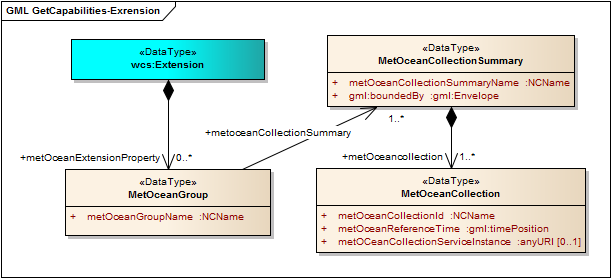 GML GetCapabilities-Exrension
«DataType»
wcs:Extension
«DataType»
MetOceanCollectionSummary
+ metOceanCollectionSummaryName :NCName
+ gml:boundedBy :gml:Envelope
+metoceanCollectionSummary
1..*
+metOceanExtensionProperty
0..*
+metOceancollection
1..*
«DataType»
MetOceanGroup
+ metOceanGroupName :NCName
«DataType»
MetOceanCollection
+ metOceanCollectionId :NCName
+ metOceanReferenceTime :gml:timePosition
+ metOCeanCollectionServiceInstance :anyURI [0..1]